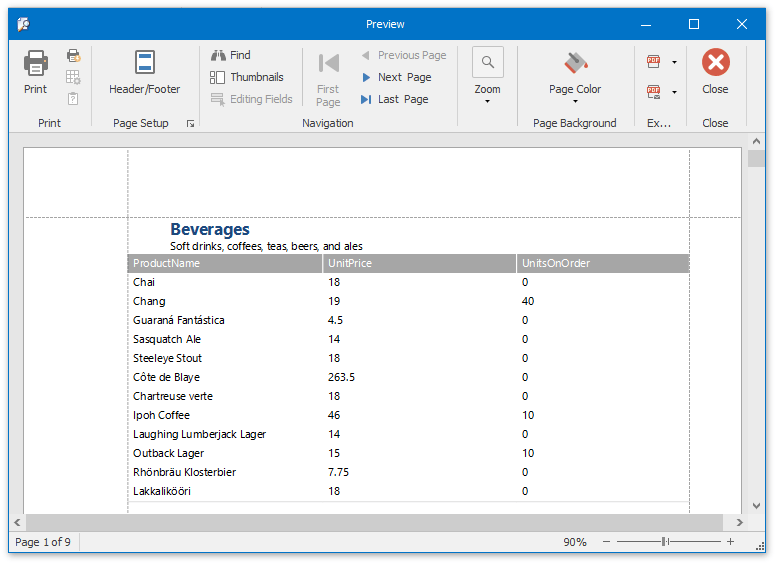 Preview
Print
Header/Footer
Find
Thumbnails
Editing Fields
First
Page
Previous Page
Next Page
Last Page
Zoom
Page Color
PDF
PDF
Close
Print
Page Setup
Navigation
Page Background
Ex...
Close
Beverages
Soft drinks, coffees, teas, beers, and ales
ProductName UnitPrice UnitsOnOrder
Chai 18 0
Chang 19 40
Guaraná Fantástica 4.5 0
Sasquatch Ale 14 0
Steeleye Stout 18 0
Côte de Blaye 263.5 0
Chartreuse verte 18 0
Ipoh Coffee 46 10
Laughing Lumberjack Lager 14 0
Outback Lager 15 10
Rhönbräu Klosterbier 7.75 0
Lakkalikööri 18 0
Page 1 of 9
90%